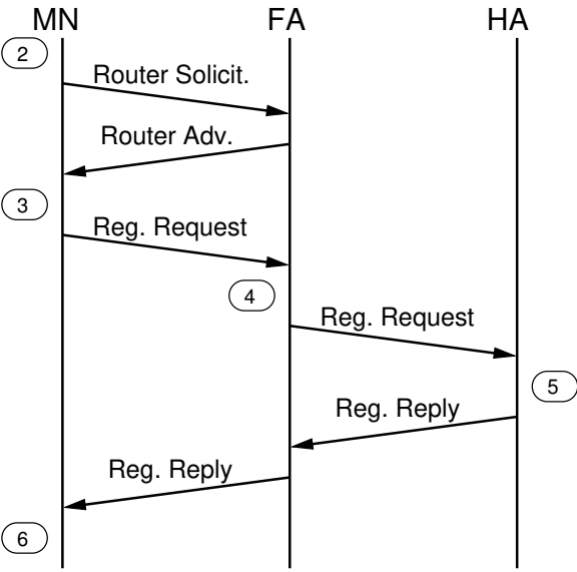 MN FA HA
2
Router Solicit.
Router Adv.
3
Reg. Request
4
Reg. Request
5
Reg. Reply
Reg. Reply
6